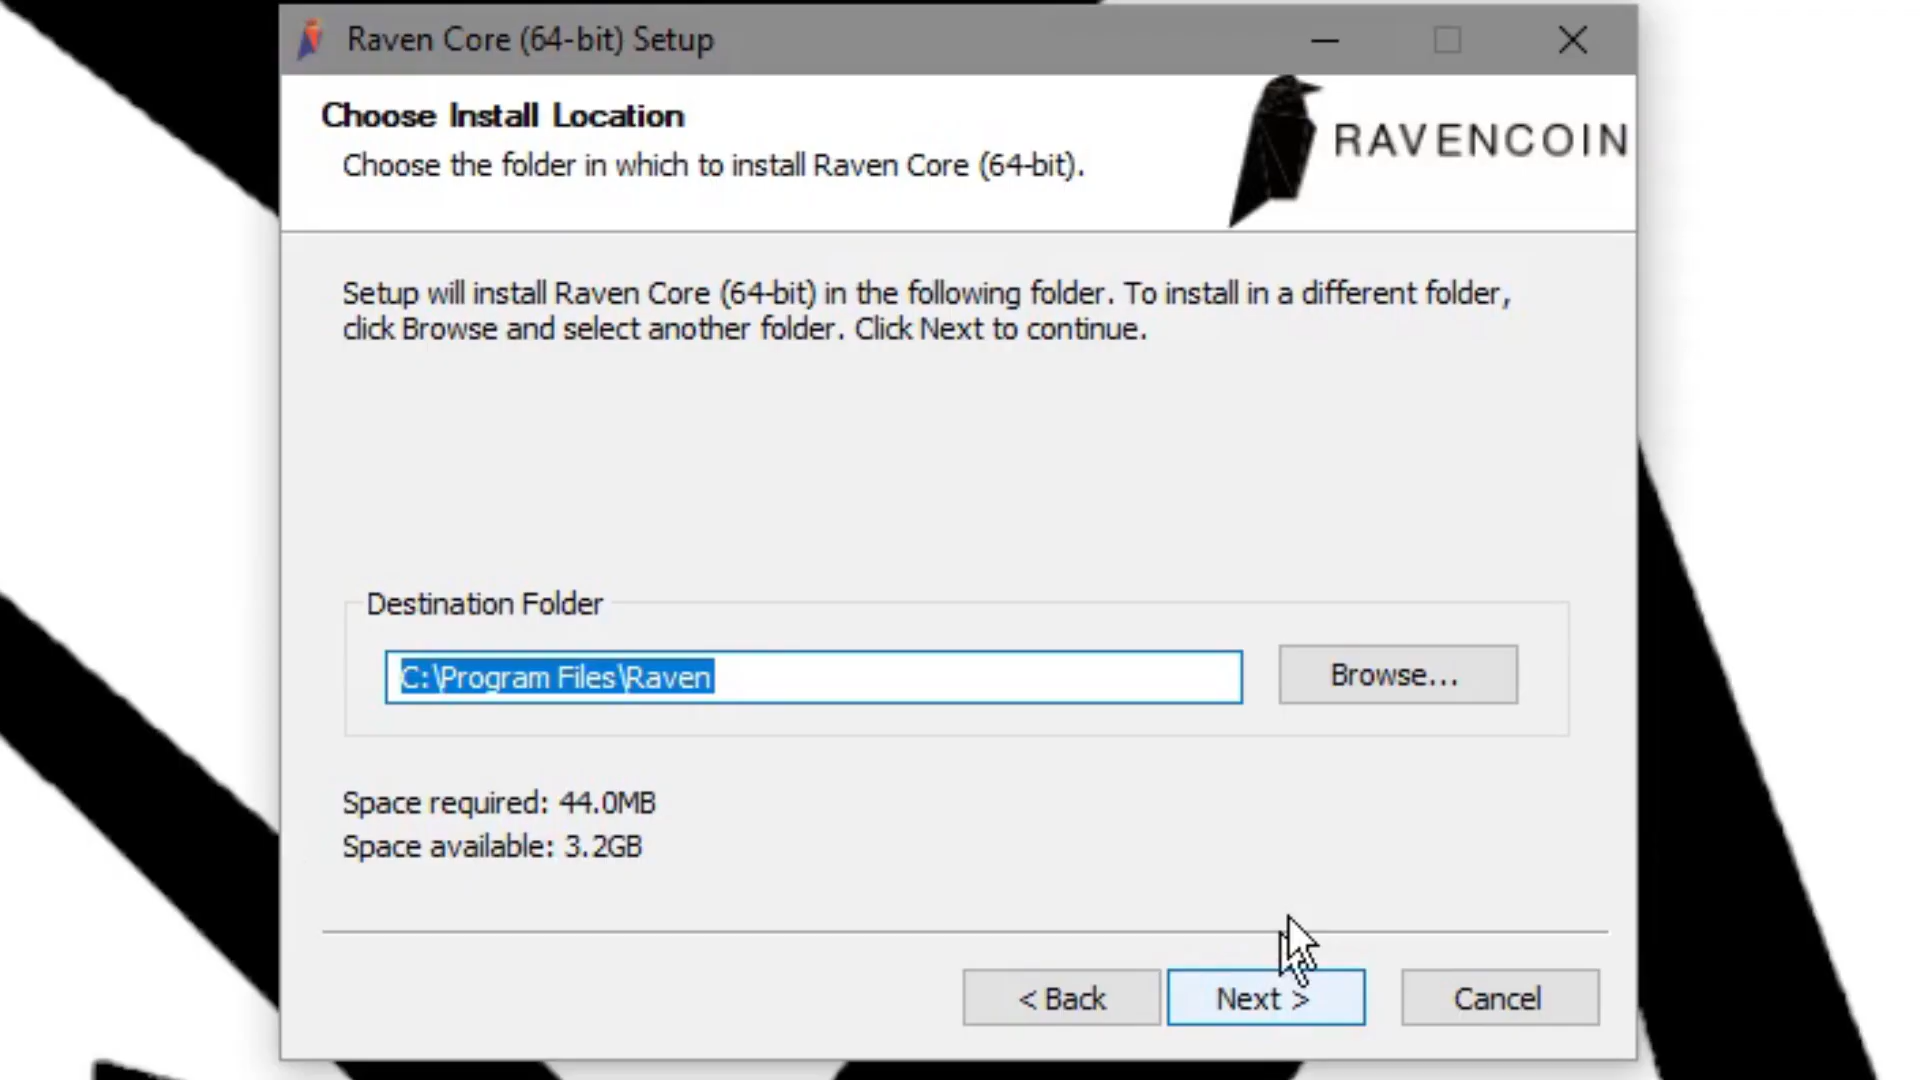 Raven Core (64-bit) Setup
Choose Install Location
Choose the folder in which to install Raven Core (64-bit).
RAVENCOIN
Setup will install Raven Core (64-bit) in the following folder. To install in a different folder,
click Browse and select another folder. Click Next to continue.
Destination Folder
C:\Program Files\Raven
Browse...
Space required: 44.0MB
Space available: 3.2GB
< Back
Next >
Cancel